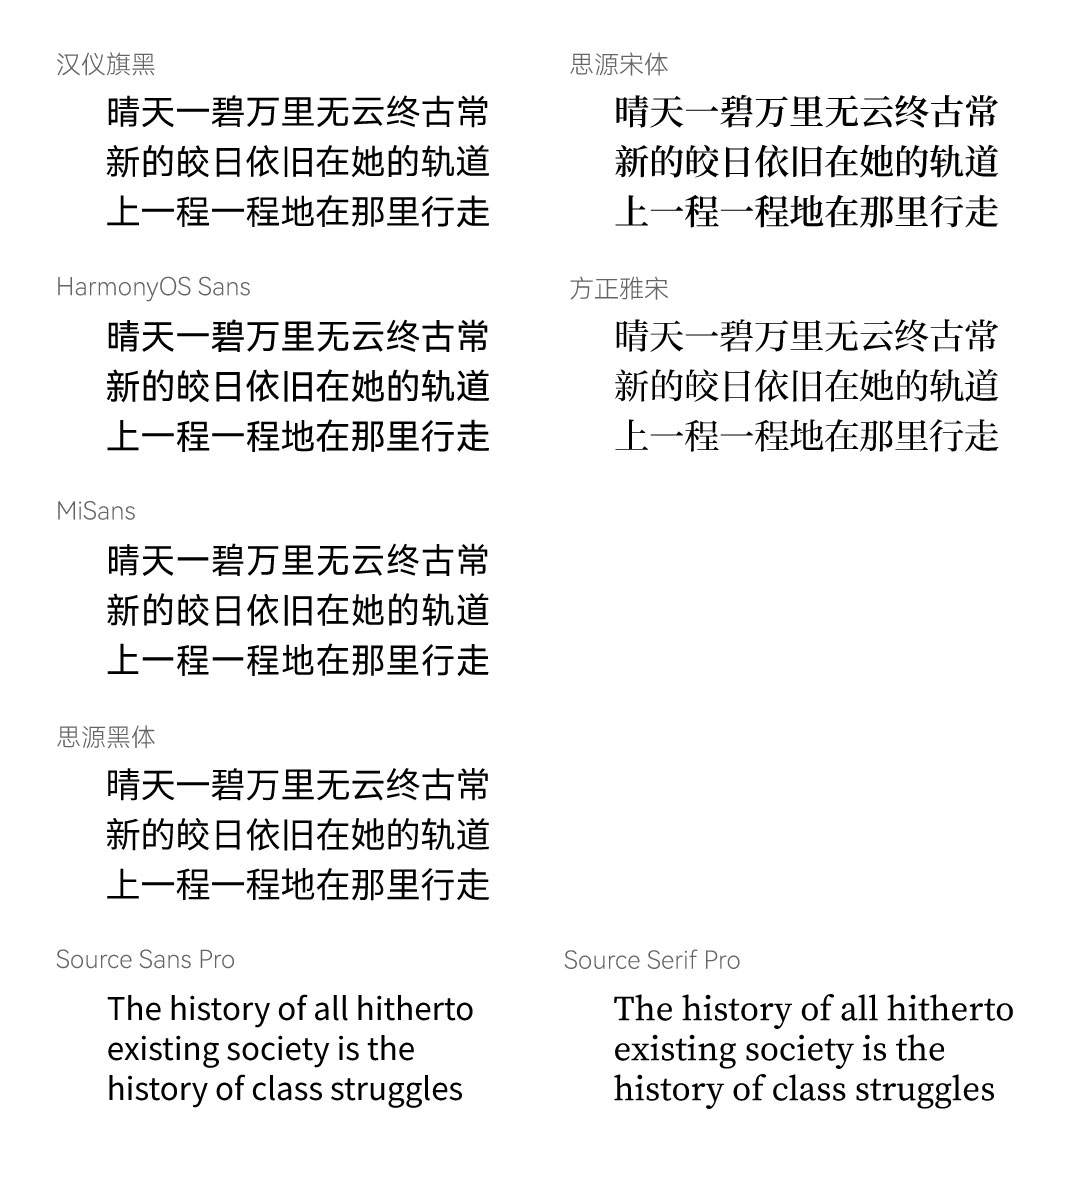 汉仪旗黑
晴天一碧万里无云终古常
新的皎日依旧在她的轨道
上一程一程地在那里行走
思源宋体
晴天一碧万里无云终古常
新的皎日依旧在她的轨道
上一程一程地在那里行走
HarmonyOS Sans
晴天一碧万里无云终古常
新的皎日依旧在她的轨道
上一程一程地在那里行走
方正雅宋
晴天一碧万里无云终古常
新的皎日依旧在她的轨道
上一程一程地在那里行走
MiSans
晴天一碧万里无云终古常
新的皎日依旧在她的轨道
上一程一程地在那里行走
思源黑体
晴天一碧万里无云终古常
新的皎日依旧在她的轨道
上一程一程地在那里行走
Source Sans Pro
The history of all hitherto
existing society is the
history of class struggles
Source Serif Pro
The history of all hitherto
existing society is the
history of class struggles